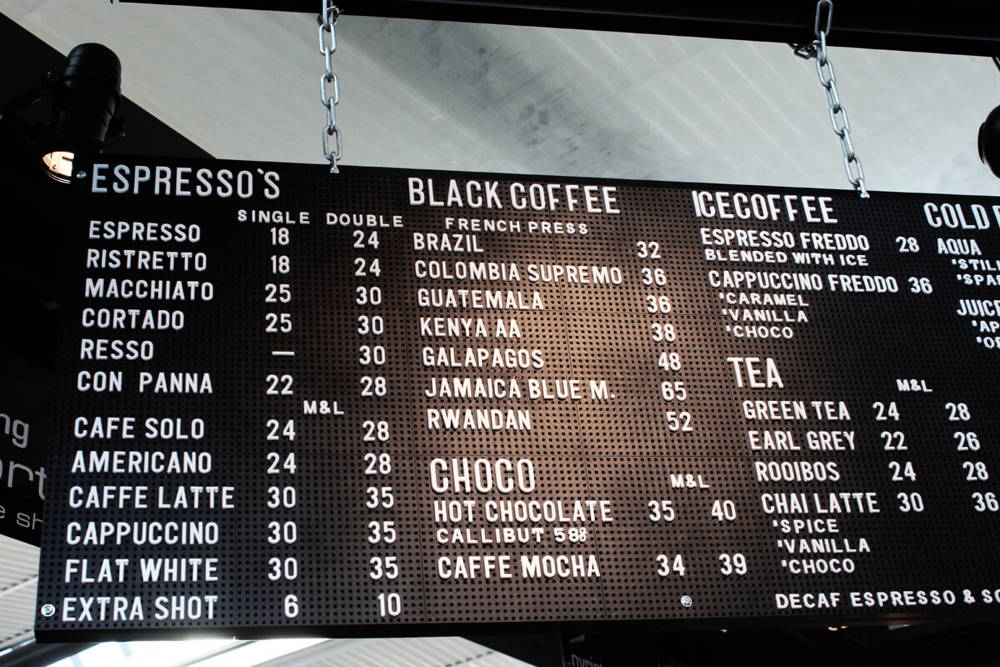 ESPRESSO'S
SINGLE DOUBLE
ESPRESSO 18 24
RISTRETTO 18 24
MACCHIATO 25 30
CORTADO 25 30
RESSO — 30
CON PANNA 22 28
M&L
CAFE SOLO 24 28
AMERICANO 24 28
CAFFE LATTE 30 35
CAPPUCCINO 30 35
FLAT WHITE 30 35
EXTRA SHOT 6 10
BLACK COFFEE
FRENCH PRESS
BRAZIL 32
COLOMBIA SUPREMO 36
GUATEMALA 36
KENYA AA 38
GALAPAGOS 48
JAMAICA BLUE M. 65
RWANDAN 52
CHOCO
M&L
HOT CHOCOLATE 35 40
CALLIBUT 58%
CAFFE MOCHA 34 39
ICECOFFEE
ESPRESSO FREDDO 28
BLENDED WITH ICE
CAPPUCCINO FREDDO 36
'CARAMEL
'VANILLA
'CHOCO
TEA
M&L
GREEN TEA 24 28
EARL GREY 22 26
ROOIBOS 24 28
CHAI LATTE 30 36
'SPICE
'VANILLA
'CHOCO
DECAF ESPRESSO &
COLD
AQUA